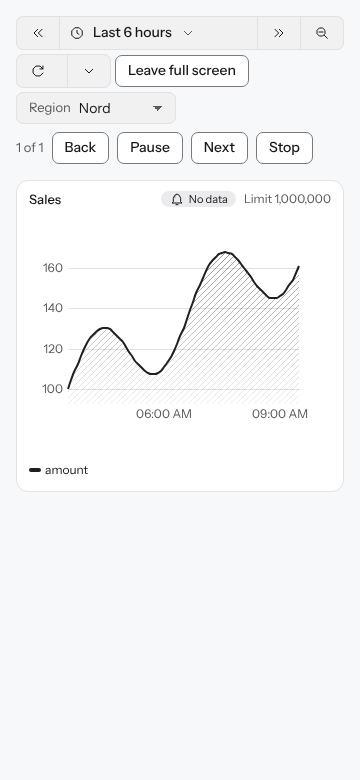 Last 6 hours
Leave full screen
Region Nord
1 of 1 Back Pause Next Stop
Sales No data Limit 1,000,000
160
140
120
100
06:00 AM 09:00 AM
amount